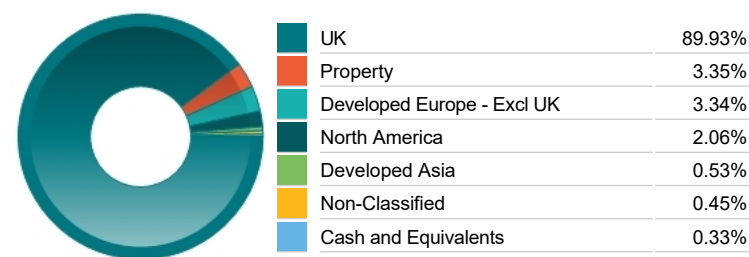 UK 89.93%
Property 3.35%
Developed Europe - Excl UK 3.34%
North America 2.06%
Developed Asia 0.53%
Non-Classified 0.45%
Cash and Equivalents 0.33%